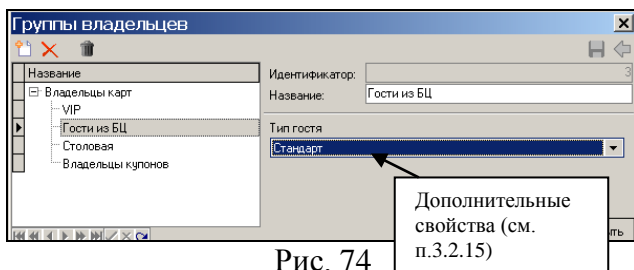 Группы владельцев
Название
Владельцы карт
VIP
Гости из БЦ
Столовая
Владельцы купонов
Идентификатор:
3
Название:
Гости из БЦ
Тип гостя
Стандарт
Дополнительные
свойства (см.
п.3.2.15)
ть
Рис. 74